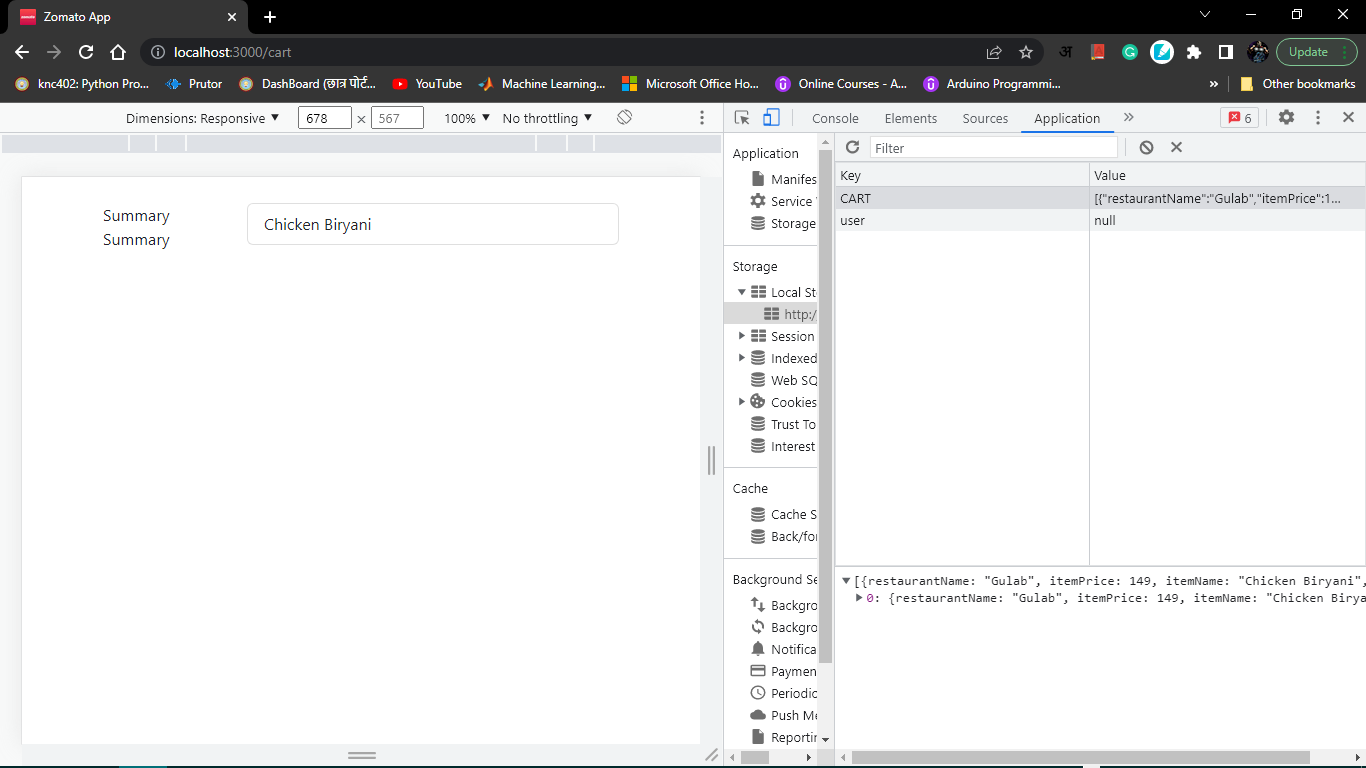 zomato Zomato App
localhost:3000/cart
अ
Update
knc402: Python Pro... Prutor DashBoard (छात्र पोर्ट... YouTube Machine Learning... Microsoft Office Ho... Online Courses - A... Arduino Programmi... » Other bookmarks
Dimensions: Responsive 678 × 567 100% No throttling
Console Elements Sources Application » 6
Summary
Summary
Chicken Biryani
Application
Manifes
Service
Storage
Storage
Local St
http:/
Session
Indexed
Web SQ
Cookies
Trust To
Interest
Cache
Cache S
Back/fo
Background Se
Backgro
Backgro
Notifica
Paymen
Periodic
Push Me
Reportin
Filter
Key Value
CART [{"restaurantName":"Gulab","itemPrice":1...
user null
[{restaurantName: "Gulab", itemPrice: 149, itemName: "Chicken Biryani",
0: {restaurantName: "Gulab", itemPrice: 149, itemName: "Chicken Birya